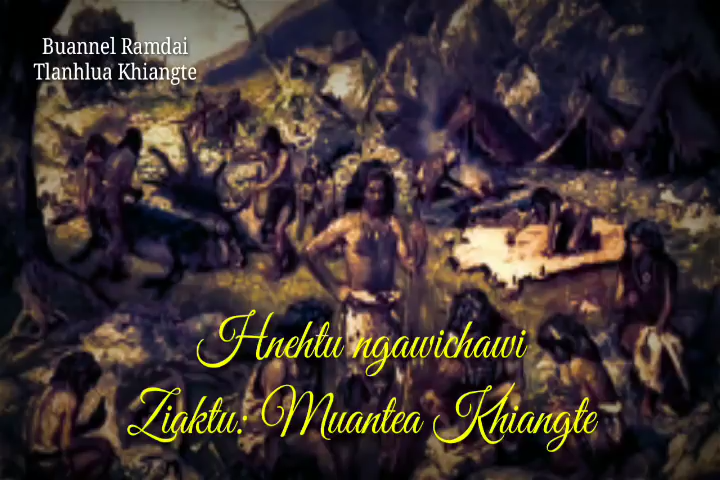 Buannel Ramdai
Tlanhlua Khiangte
Hnehtu ngawichawi
Ziaktu: Muantea Khiangte